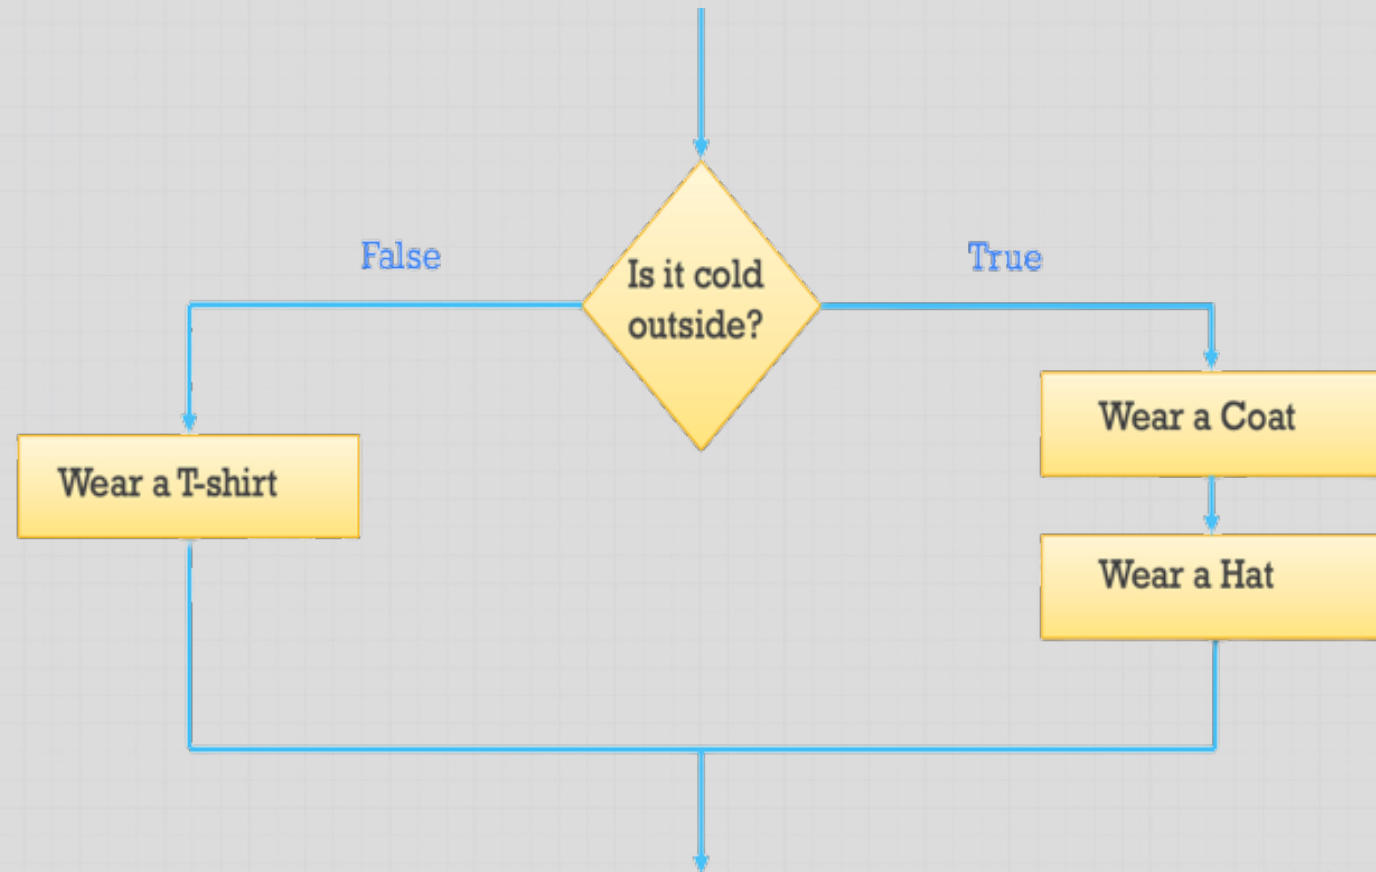 False
Is it cold
outside?
True
Wear a Coat
Wear a T-shirt
Wear a Hat